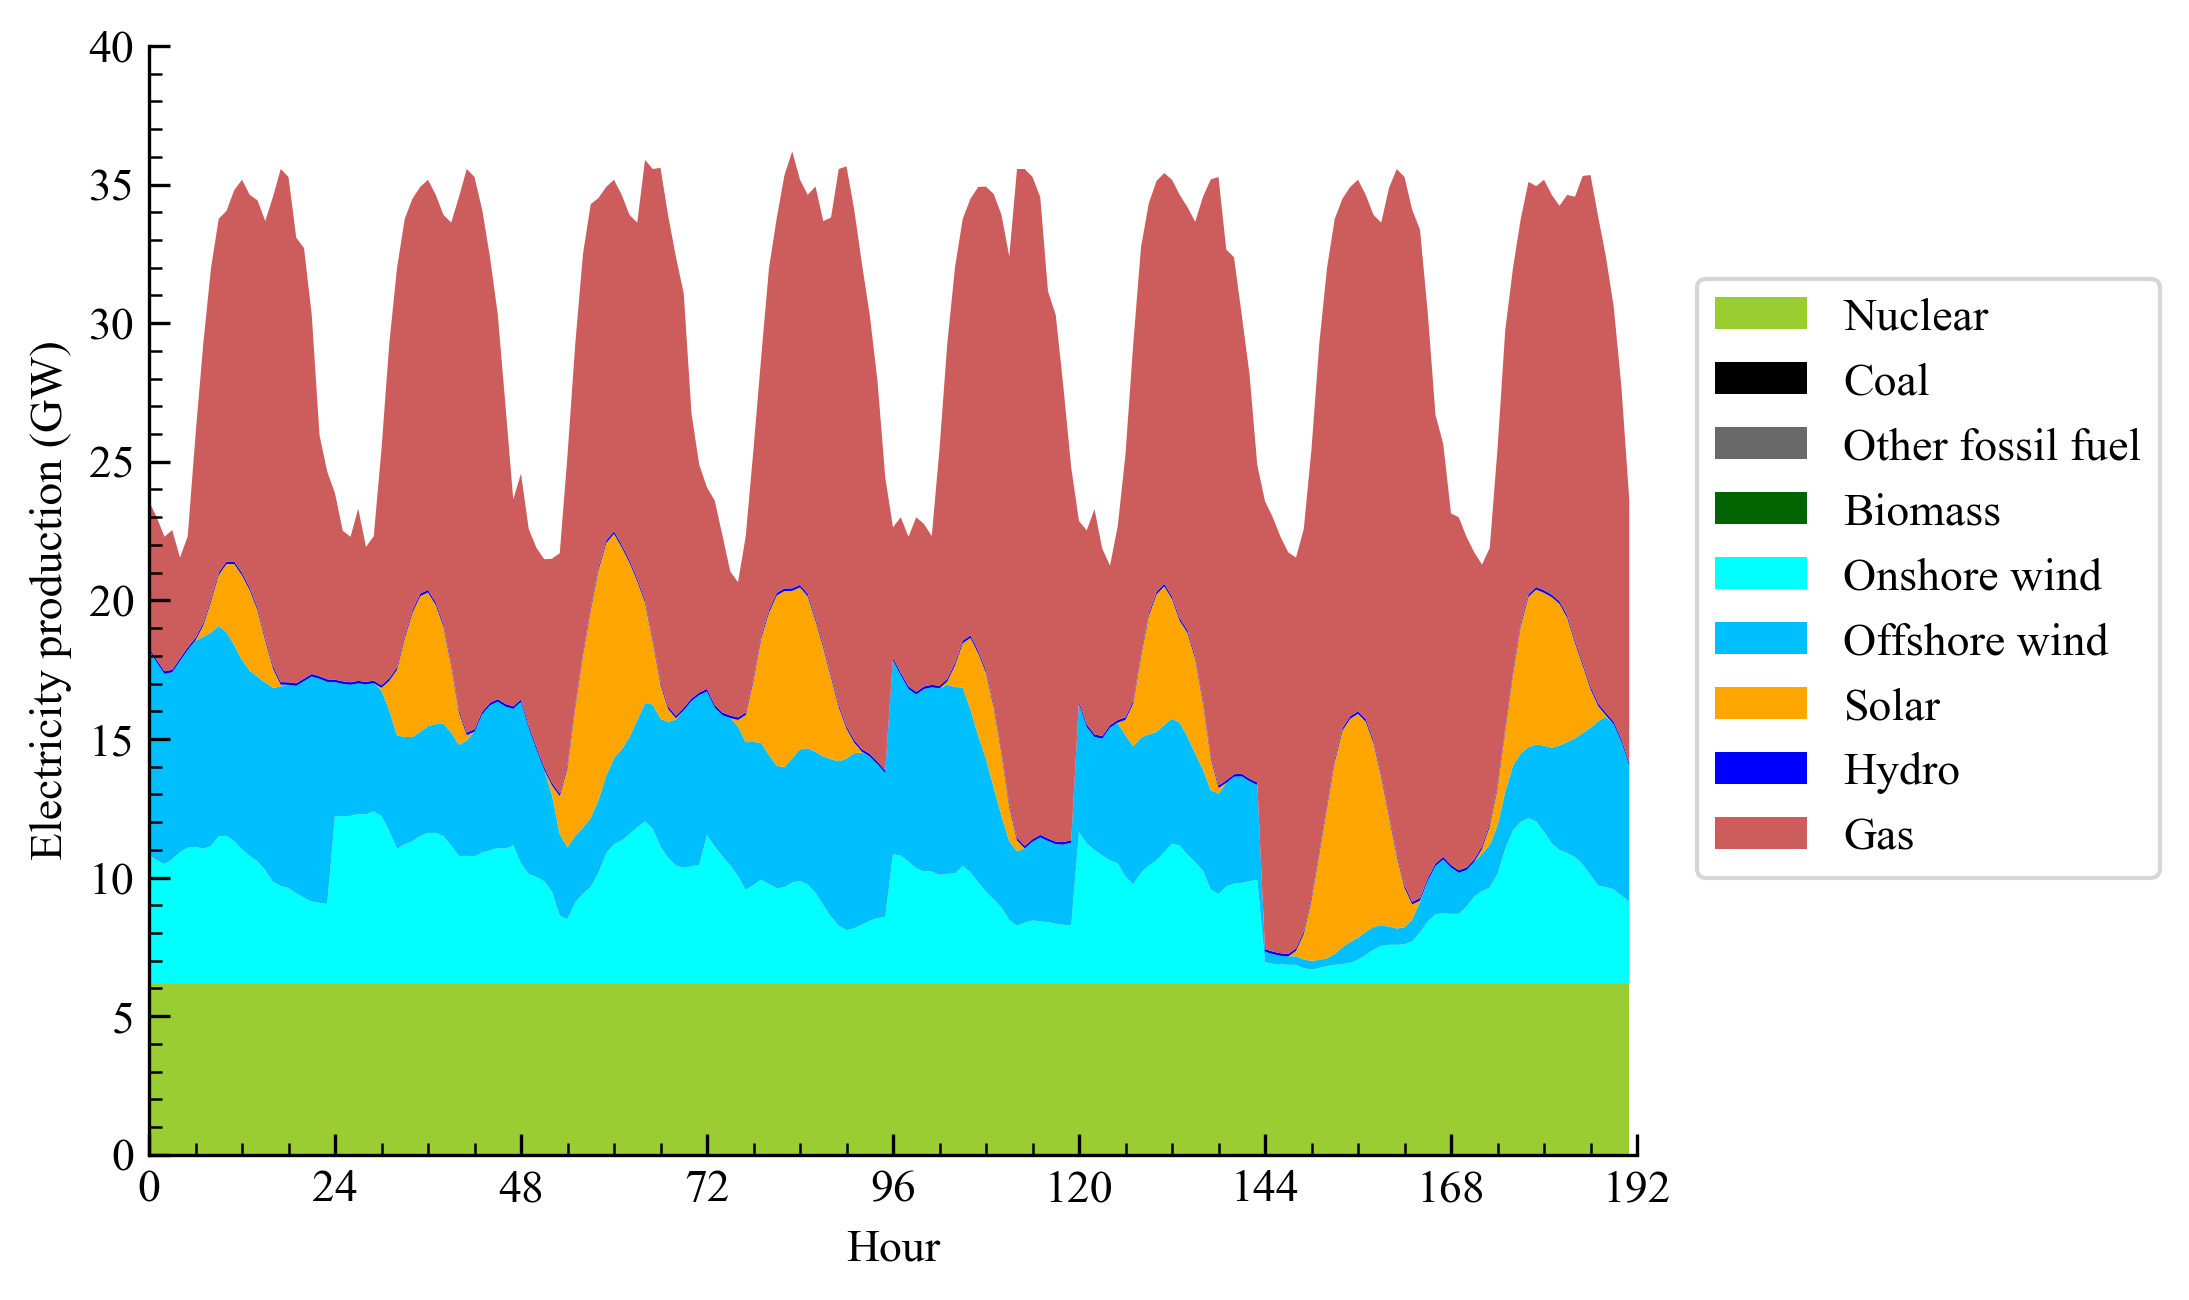 40
35
30
25
20
15
10
5
0
Electricity production (GW)
0 24 48 72 96 120 144 168 192
Hour
Nuclear
Coal
Other fossil fuel
Biomass
Onshore wind
Offshore wind
Solar
Hydro
Gas